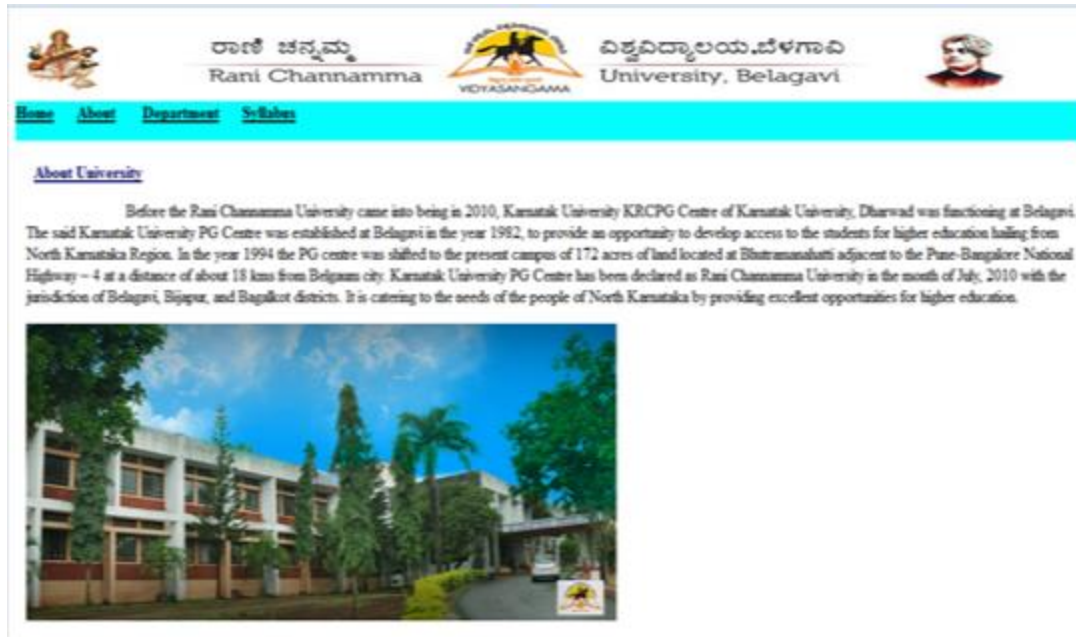 ರಾಣಿ ಚನ್ನಮ್ಮ
ವಿಶ್ವವಿದ್ಯಾಲಯ,ಬೆಳಗಾವಿ
Rani Channamma
University, Belagavi
VIDYASANGAMA
Home About Department Syllabus
About University
Before the Rani Channamma University came into being in 2010, Karnatak University KRCPG Centre of Karnatak University, Dharwad was functioning at Belagavi.
The said Karnatak University PG Centre was established at Belagavi in the year 1982, to provide an opportunity to develop access to the students for higher education hailing from
North Karnataka Region. In the year 1994 the PG centre was shifted to the present campus of 172 acres of land located at Bhutramanahatti adjacent to the Pune-Bangalore National
Highway – 4 at a distance of about 18 kms from Belgaum city. Karnatak University PG Centre has been declared as Rani Channamma University in the month of July, 2010 with the
jurisdiction of Belagavi, Bijapur, and Bagalkot districts. It is catering to the needs of the people of North Karnataka by providing excellent opportunities for higher education.